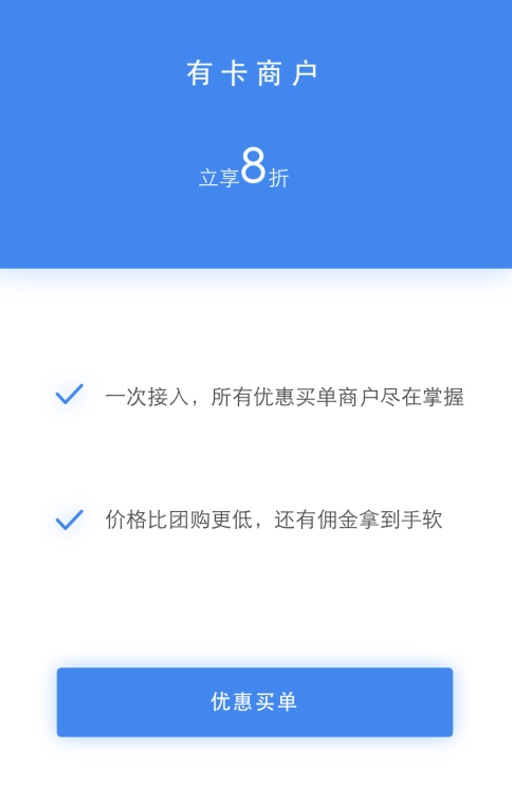 有卡商户
立享8折
一次接入，所有优惠买单商户尽在掌握
价格比团购更低，还有佣金拿到手软
优惠买单